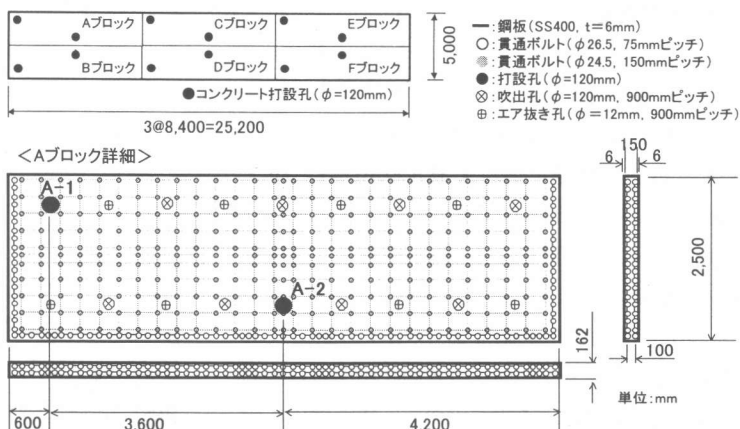 Aブロック
Cブロック
Eブロック
Bブロック
Dブロック
Fブロック
5,000
●コンクリート打設孔(φ=120mm)
3@8,400=25,200
━:鋼板(SS400, t=6mm)
○:貫通ボルト(φ26.5, 75mmピッチ)
:貫通ボルト(φ24.5, 150mmピッチ)
●:打設孔(φ=120mm)
⊗:吹出孔(φ=120mm, 900mmピッチ)
⊕:エア抜き孔(φ=12mm, 900mmピッチ)
<Aブロック詳細>
A-1
A-2
150
6
6
2,500
162
100
600
3,600
4,200
単位:mm